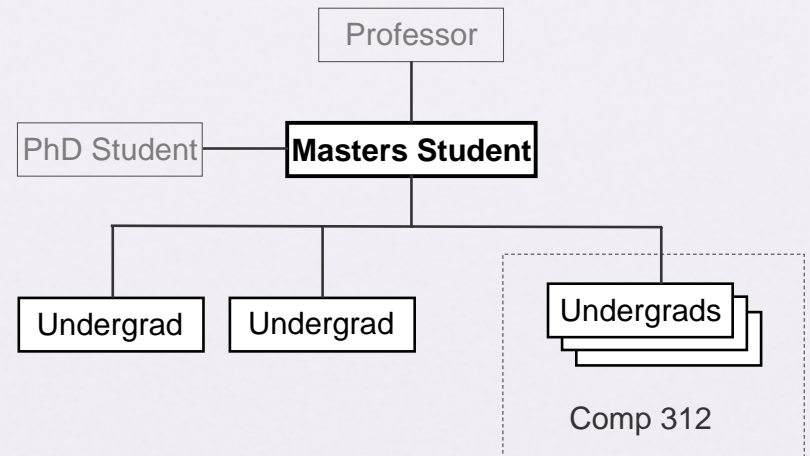 Professor
PhD Student
Masters Student
Undergrad
Undergrad
Undergrads
Comp 312